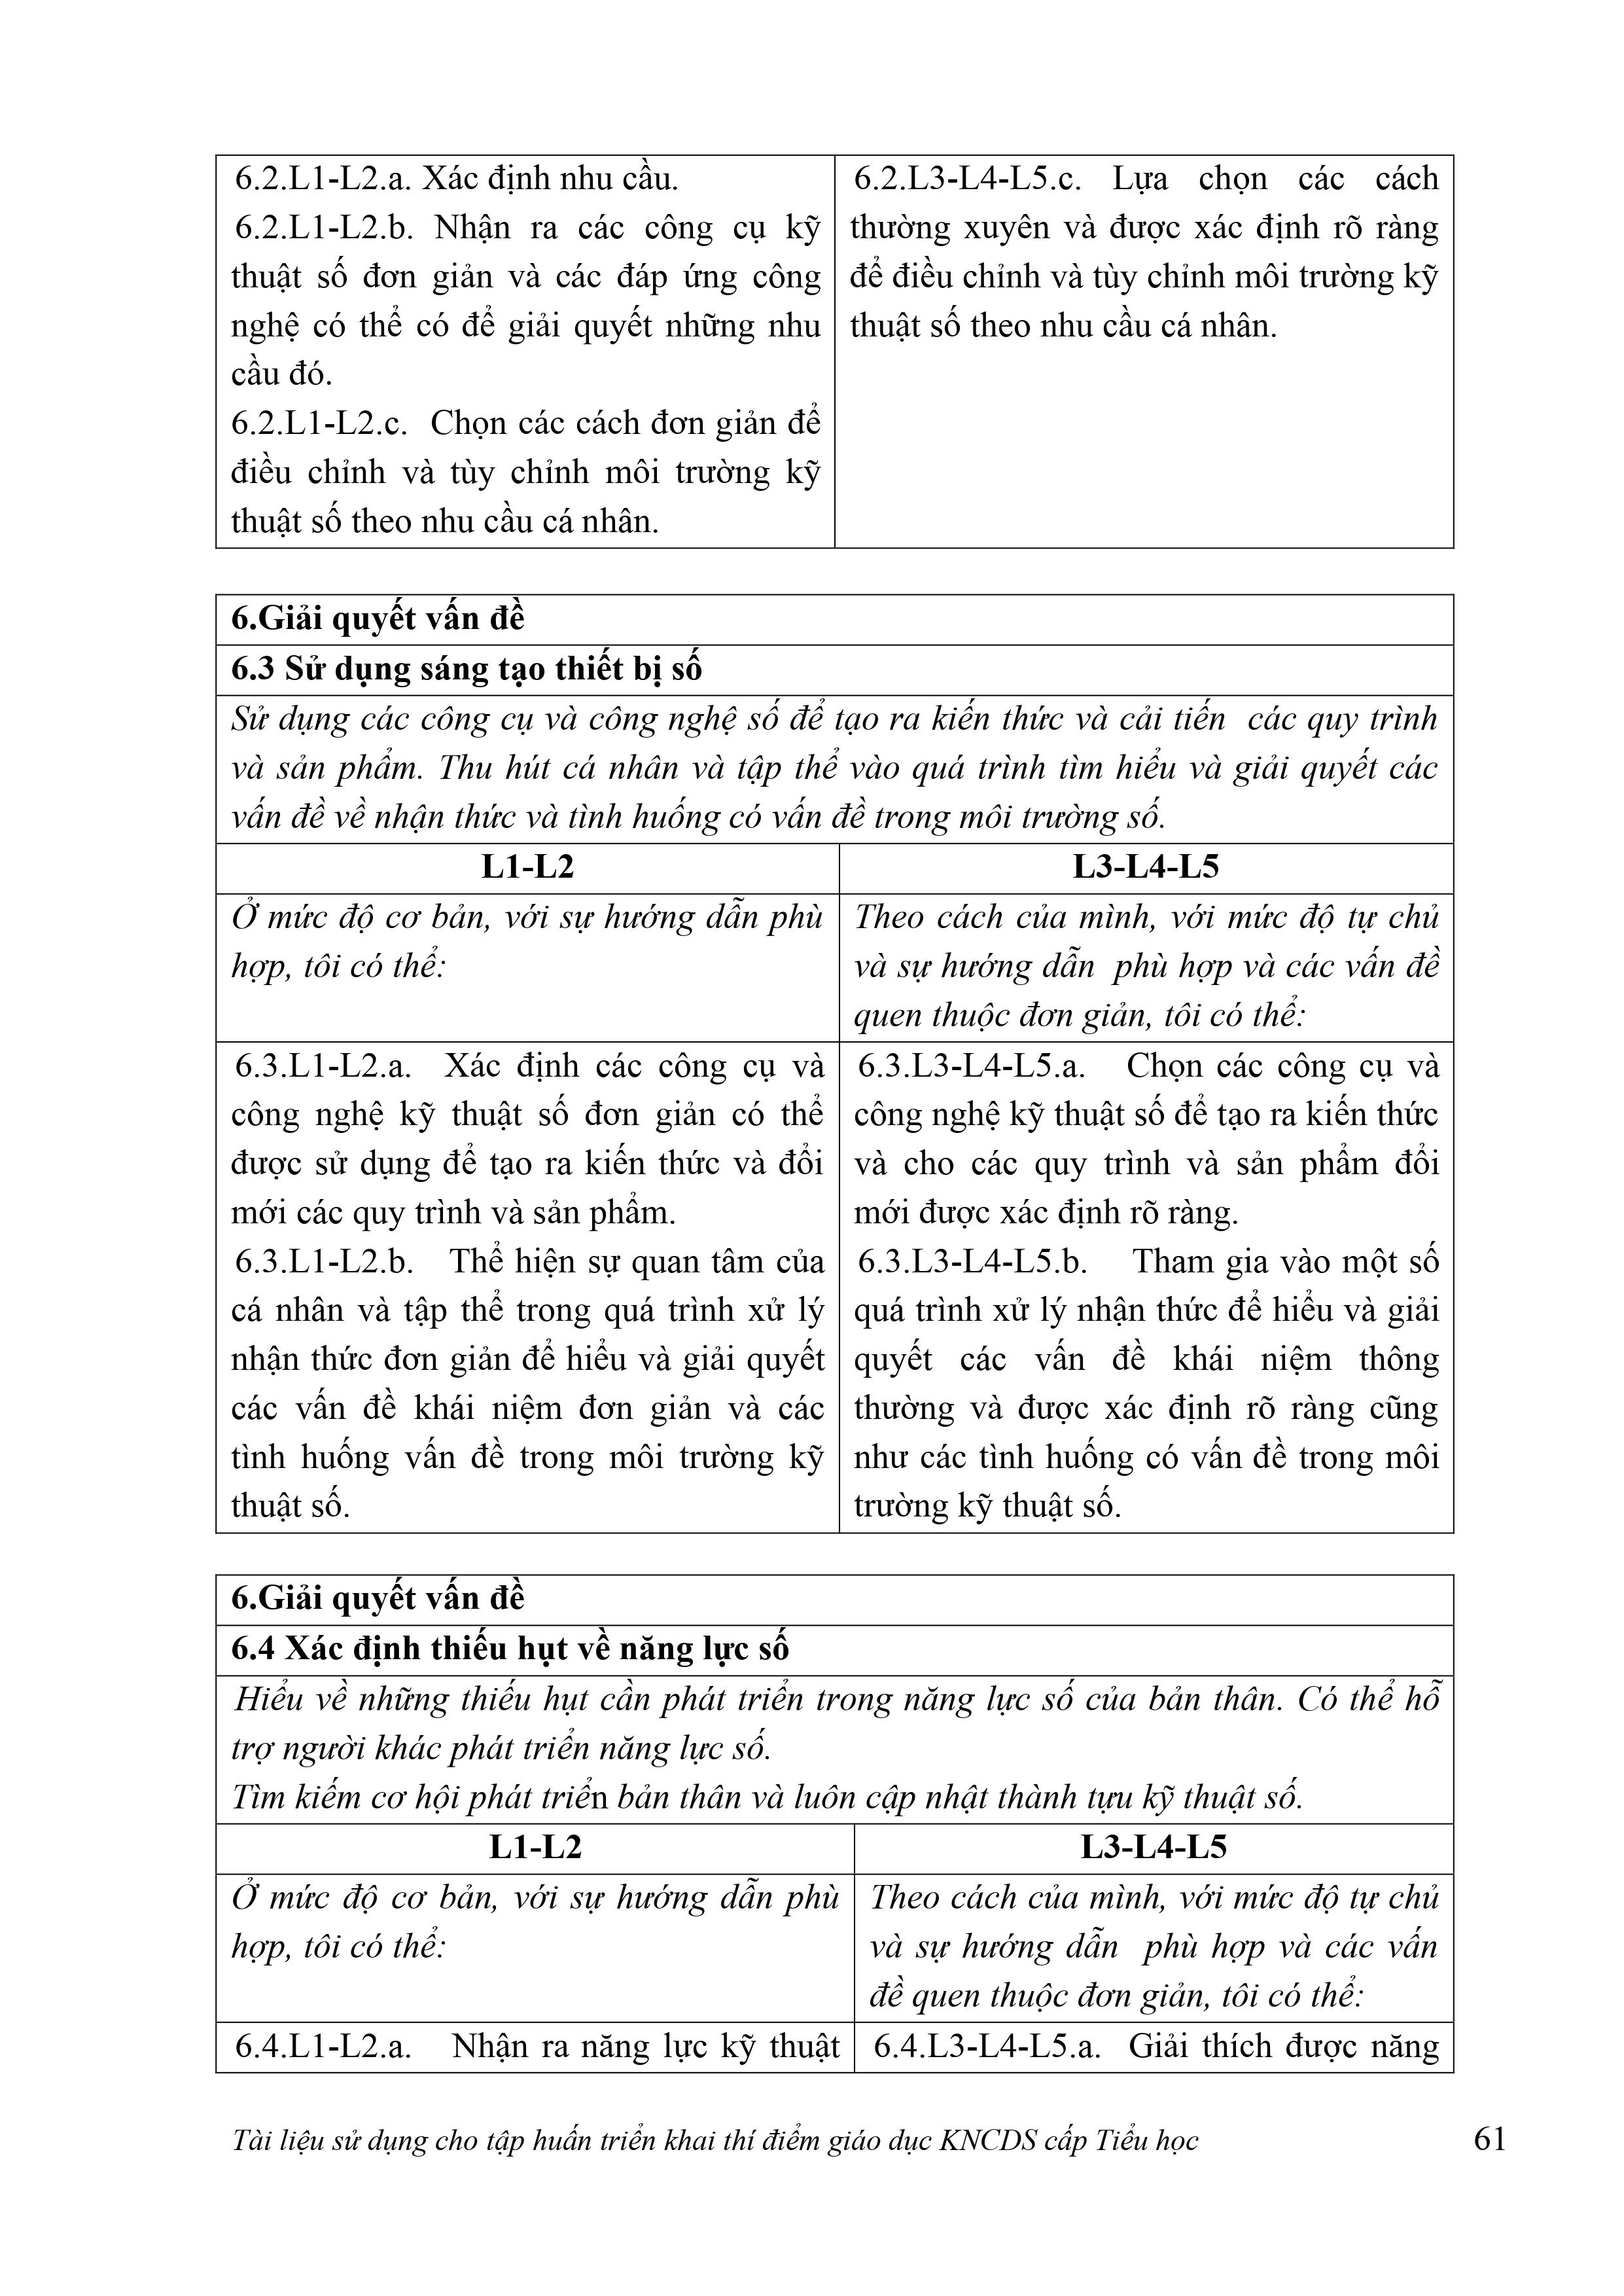 6.2.L1-L2.a. Xác định nhu cầu.
6.2.L1-L2.b. Nhận ra các công cụ kỹ
thuật số đơn giản và các đáp ứng công
nghệ có thể có để giải quyết những nhu
cầu đó.
6.2.L1-L2.c. Chọn các cách đơn giản để
điều chỉnh và tùy chỉnh môi trường kỹ
thuật số theo nhu cầu cá nhân.
6.2.L3-L4-L5.c. Lựa chọn các cách
thường xuyên và được xác định rõ ràng
để điều chỉnh và tùy chỉnh môi trường kỹ
thuật số theo nhu cầu cá nhân.
6.Giải quyết vấn đề
6.3 Sử dụng sáng tạo thiết bị số
Sử dụng các công cụ và công nghệ số để tạo ra kiến thức và cải tiến các quy trình
và sản phẩm. Thu hút cá nhân và tập thể vào quá trình tìm hiểu và giải quyết các
vấn đề về nhận thức và tình huống có vấn đề trong môi trường số.
L1-L2
L3-L4-L5
Ở mức độ cơ bản, với sự hướng dẫn phù
hợp, tôi có thể:
Theo cách của mình, với mức độ tự chủ
và sự hướng dẫn phù hợp và các vấn đề
quen thuộc đơn giản, tôi có thể:
6.3.L1-L2.a. Xác định các công cụ và
công nghệ kỹ thuật số đơn giản có thể
được sử dụng để tạo ra kiến thức và đổi
mới các quy trình và sản phẩm.
6.3.L1-L2.b. Thể hiện sự quan tâm của
cá nhân và tập thể trong quá trình xử lý
nhận thức đơn giản để hiểu và giải quyết
các vấn đề khái niệm đơn giản và các
tình huống vấn đề trong môi trường kỹ
thuật số.
6.3.L3-L4-L5.a. Chọn các công cụ và
công nghệ kỹ thuật số để tạo ra kiến thức
và cho các quy trình và sản phẩm đổi
mới được xác định rõ ràng.
6.3.L3-L4-L5.b. Tham gia vào một số
quá trình xử lý nhận thức để hiểu và giải
quyết các vấn đề khái niệm thông
thường và được xác định rõ ràng cũng
như các tình huống có vấn đề trong môi
trường kỹ thuật số.
6.Giải quyết vấn đề
6.4 Xác định thiếu hụt về năng lực số
Hiểu về những thiếu hụt cần phát triển trong năng lực số của bản thân. Có thể hỗ
trợ người khác phát triển năng lực số.
Tìm kiếm cơ hội phát triển bản thân và luôn cập nhật thành tựu kỹ thuật số.
L1-L2
L3-L4-L5
Ở mức độ cơ bản, với sự hướng dẫn phù
hợp, tôi có thể:
Theo cách của mình, với mức độ tự chủ
và sự hướng dẫn phù hợp và các vấn
đề quen thuộc đơn giản, tôi có thể:
6.4.L1-L2.a. Nhận ra năng lực kỹ thuật
6.4.L3-L4-L5.a. Giải thích được năng
Tài liệu sử dụng cho tập huấn triển khai thí điểm giáo dục KNCDS cấp Tiểu học
61